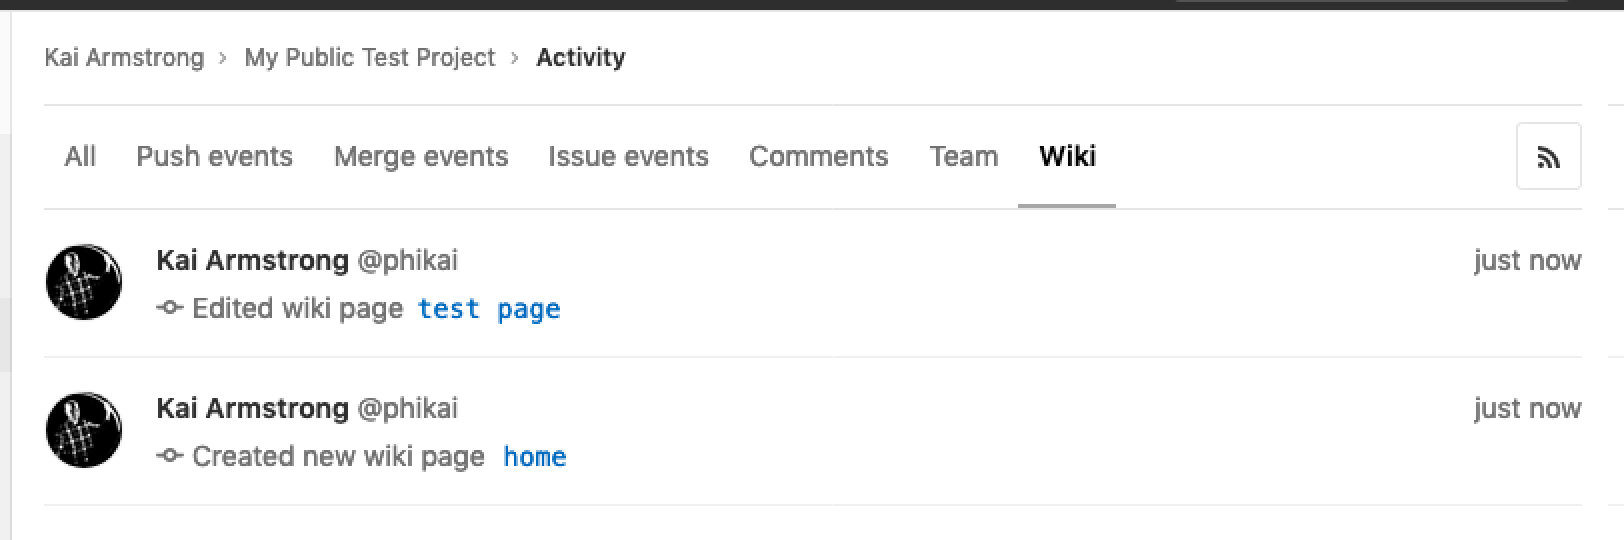 Kai Armstrong › My Public Test Project › Activity
All Push events Merge events Issue events Comments Team Wiki
Kai Armstrong @phikai just now
Edited wiki page test page
Kai Armstrong @phikai just now
Created new wiki page home